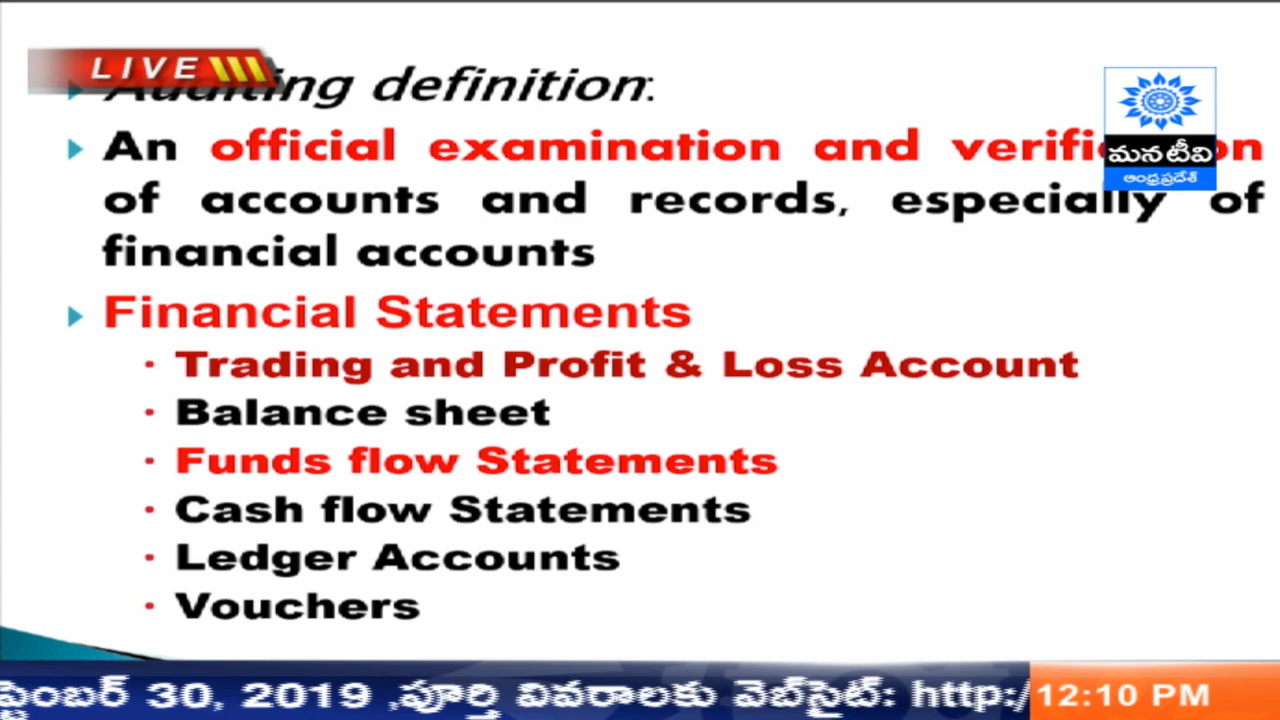 LIVE
Auditing definition:
An official examination and
of accounts and records, especially of
financial accounts
Financial Statements
Trading and Profit & Loss Account
Balance sheet
Funds flow Statements
Cash flow Statements
Ledger Accounts
Vouchers
మన టీవి
ఆంధ్రప్రదేశ్
30, 2019 ,పూర్తి వివరాలకు వెబ్‌సైట్: http:/
12:10 PM